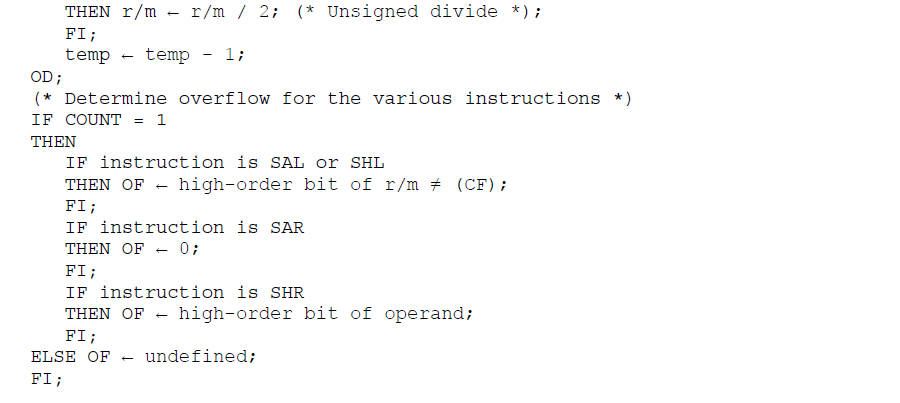 THEN r/m ← r/m / 2; (* Unsigned divide *);
FI;
temp ← temp - 1;
OD;
(* Determine overflow for the various instructions *)
IF COUNT = 1
THEN
IF instruction is SAL or SHL
THEN OF ← high-order bit of r/m ≠ (CF);
FI;
IF instruction is SAR
THEN OF ← 0;
FI;
IF instruction is SHR
THEN OF ← high-order bit of operand;
FI;
ELSE OF ← undefined;
FI;